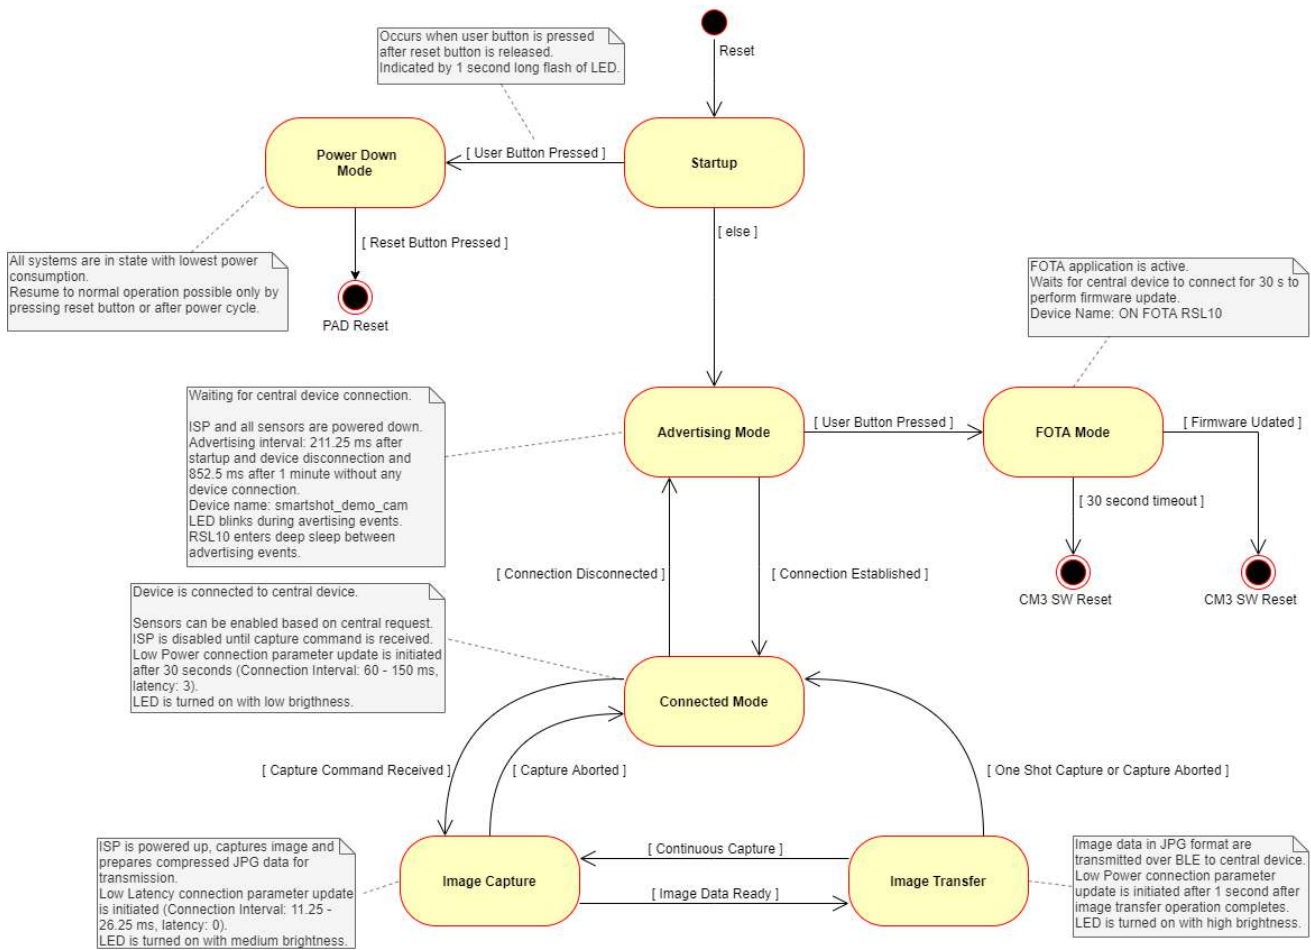 Occurs when user button is pressed
after reset button is released.
Indicated by 1 second long flash of LED.
Reset
Power Down
Mode
[ User Button Pressed ]
Startup
[ Reset Button Pressed ]
[ else ]
All systems are in state with lowest power
consumption.
Resume to normal operation possible only by
pressing reset button or after power cycle.
PAD Reset
FOTA application is active.
Waits for central device to connect for 30 s to
perform firmware update.
Device Name: ON FOTA RSL10
Waiting for central device connection.
ISP and all sensors are powered down.
Advertising interval: 211.25 ms after
startup and device disconnection and
852.5 ms after 1 minute without any
device connection.
Device name: smartshot_demo_cam
LED blinks during avertising events.
RSL10 enters deep sleep between
advertising events.
Advertising Mode
[ User Button Pressed ]
FOTA Mode
[ Firmware Udated ]
[ 30 second timeout ]
CM3 SW Reset
CM3 SW Reset
[ Connection Disconnected ]
[ Connection Established ]
Device is connected to central device.
Sensors can be enabled based on central request.
ISP is disabled until capture command is received.
Low Power connection parameter update is initiated
after 30 seconds (Connection Interval: 60 - 150 ms,
latency: 3).
LED is turned on with low brigthness.
Connected Mode
[ Capture Command Received ]
[ Capture Aborted ]
[ One Shot Capture or Capture Aborted ]
ISP is powered up, captures image and
prepares compressed JPG data for
transmission.
Low Latency connection parameter update
is initiated (Connection Interval: 11.25 -
26.25 ms, latency: 0).
LED is turned on with medium brightness.
Image Capture
[ Continuous Capture ]
[ Image Data Ready ]
Image Transfer
Image data in JPG format are
transmitted over BLE to central device.
Low Power connection parameter
update is initiated after 1 second after
image transfer operation completes.
LED is turned on with high brightness.